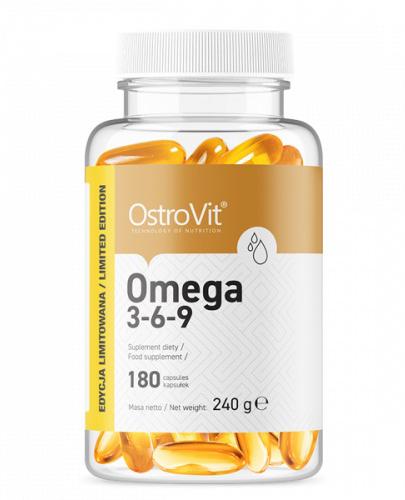 EDYCJA LIMITOWANA / LIMITED EDITION
OstroVit®
TECHNOLOGY OF NUTRITION
Omega
3-6-9
Suplement diety /
Food supplement /
180 capsules
kapsułek
Masa netto / Net weight: 240 g ℮